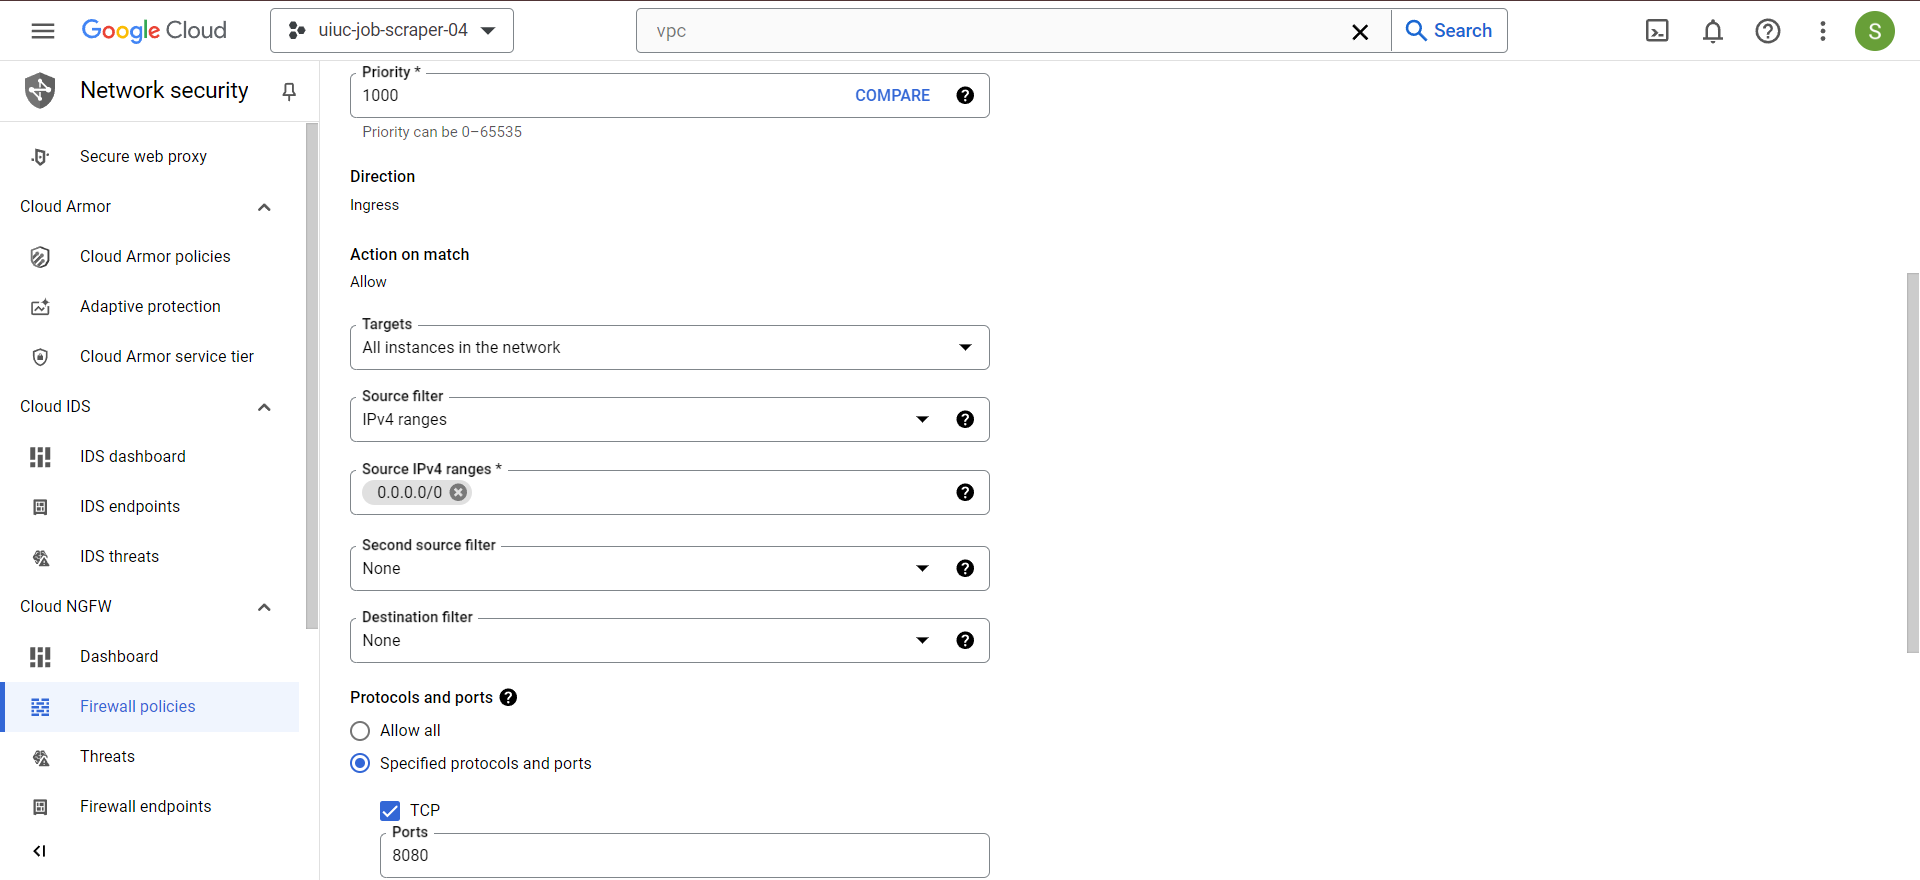 Google Cloud
uiuc-job-scraper-04
vpc
Search
S
Network security
Secure web proxy
Cloud Armor
Cloud Armor policies
Adaptive protection
Cloud Armor service tier
Cloud IDS
IDS dashboard
IDS endpoints
IDS threats
Cloud NGFW
Dashboard
Firewall policies
Threats
Firewall endpoints
Priority *
1000
COMPARE
Priority can be 0–65535
Direction
Ingress
Action on match
Allow
Targets
All instances in the network
Source filter
IPv4 ranges
Source IPv4 ranges *
0.0.0.0/0
Second source filter
None
Destination filter
None
Protocols and ports
Allow all
Specified protocols and ports
TCP
Ports
8080